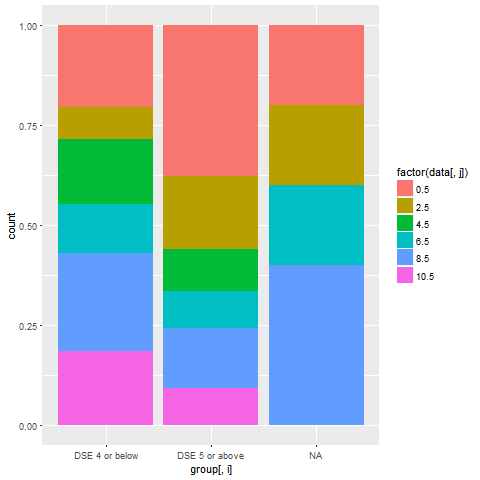 1.00
0.75
0.50
0.25
0.00
count
DSE 4 or below
DSE 5 or above
NA
group[, i]
factor(data[, j])
0.5
2.5
4.5
6.5
8.5
10.5